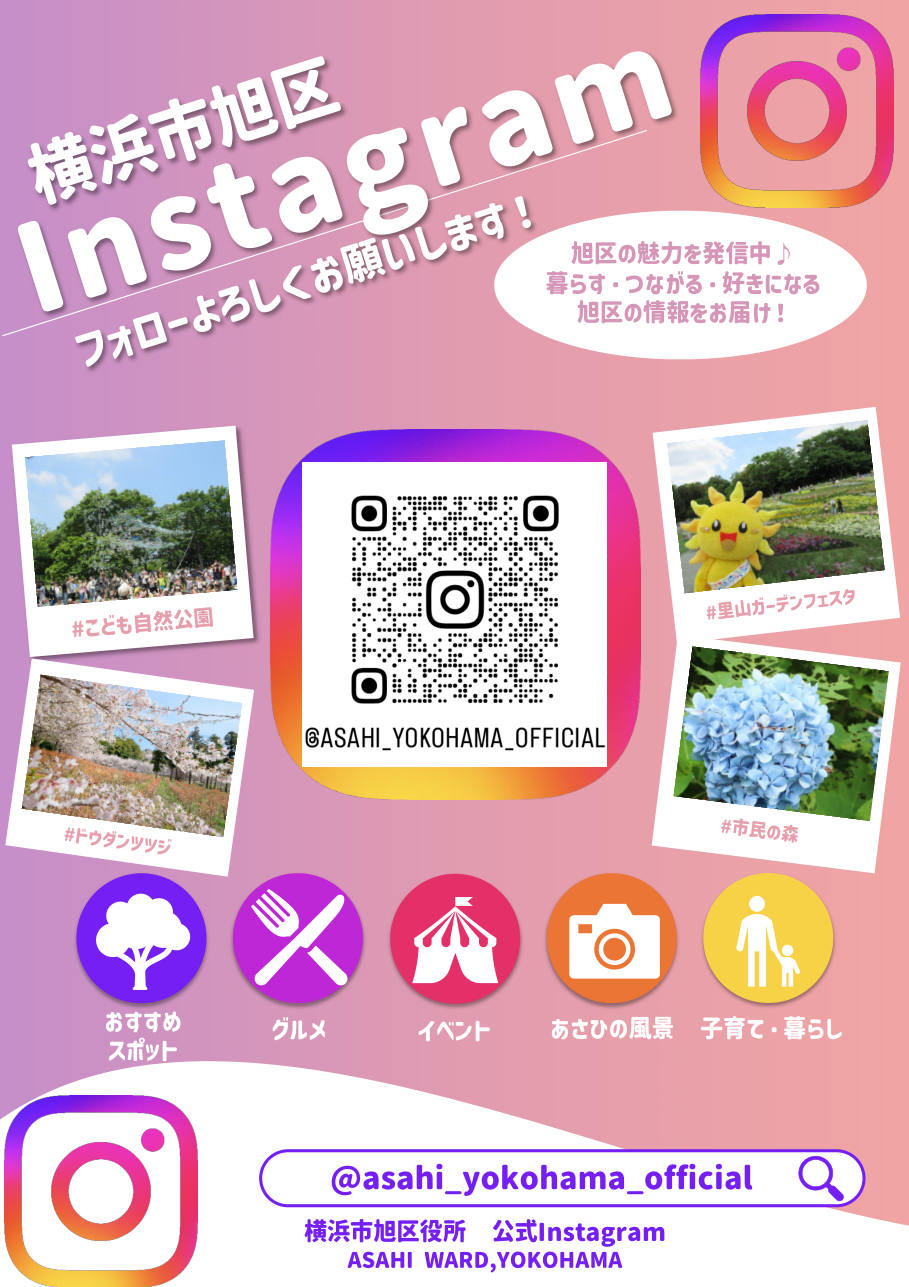 横浜市旭区
Instagram
フォローよろしくお願いします！
旭区の魅力を発信中♪
暮らす・つながる・好きになる
旭区の情報をお届け！
#こども自然公園
#里山ガーデンフェスタ
@ASAHI_YOKOHAMA_OFFICIAL
#ドウダンツツジ
#市民の森
おすすめ
スポット
グルメ
イベント
あさひの風景
子育て・暮らし
@asahi_yokohama_official
横浜市旭区役所　公式Instagram
ASAHI WARD,YOKOHAMA